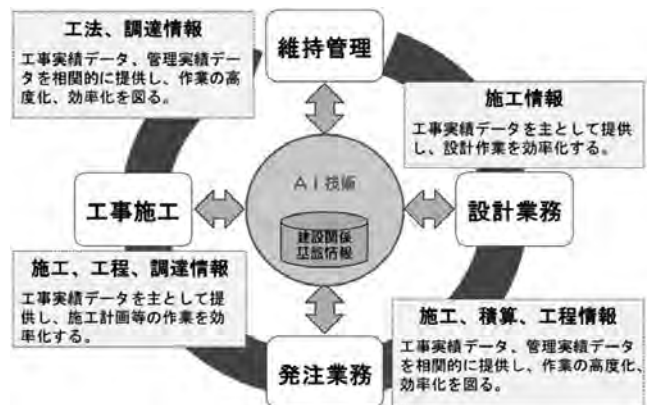 工法、調達情報
工事実績データ、管理実績デー
タを相関的に提供し、作業の高
度化、効率化を図る。
維持管理
施工情報
工事実績データを主として提供
し、設計作業を効率化する。
AI技術
建設関係
基盤情報
工事施工
設計業務
施工、工程、調達情報
工事実績データを主として提
供し、施工計画等の作業を効
率化する。
施工、積算、工程情報
工事実績データ、管理実績データ
を相関的に提供し、作業の高度化、
効率化を図る。
発注業務